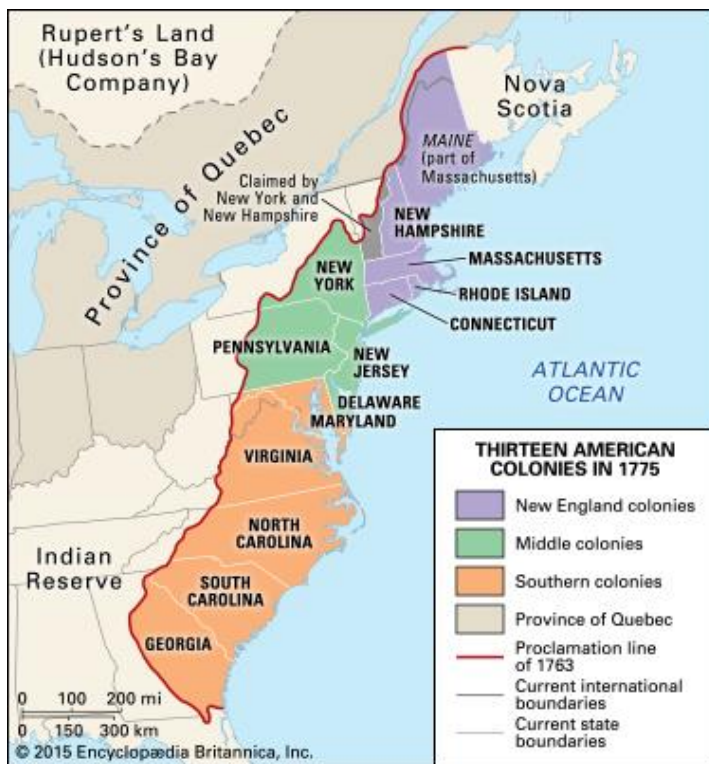 Rupert's Land
(Hudson's Bay
Company)
Province of Quebec
Nova
Scotia
MAINE
(part of
Massachusetts)
Claimed by
New York and
New Hampshire
NEW
HAMPSHIRE
MASSACHUSETTS
NEW
YORK
RHODE ISLAND
CONNECTICUT
PENNSYLVANIA
NEW
JERSEY
ATLANTIC
OCEAN
DELAWARE
MARYLAND
VIRGINIA
NORTH
CAROLINA
Indian
Reserve
SOUTH
CAROLINA
GEORGIA
THIRTEEN AMERICAN
COLONIES IN 1775
New England colonies
Middle colonies
Southern colonies
Province of Quebec
Proclamation line
of 1763
Current international
boundaries
Current state
boundaries
0 100 200 mi
0 150 300 km
© 2015 Encyclopædia Britannica, Inc.